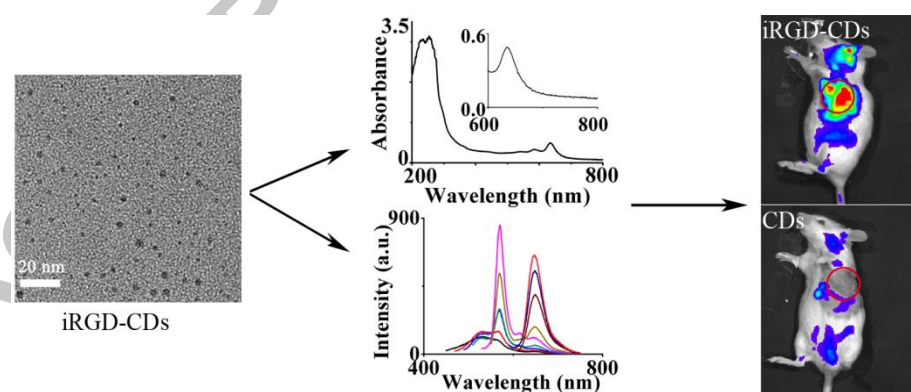 20 nm
iRGD-CDs
3.5
Absorbance
0
200
800
Wavelength (nm)
0.6
0.0
600
800
900
Intensity (a.u.)
0
400
800
Wavelength (nm)
iRGD-CDs
CDs